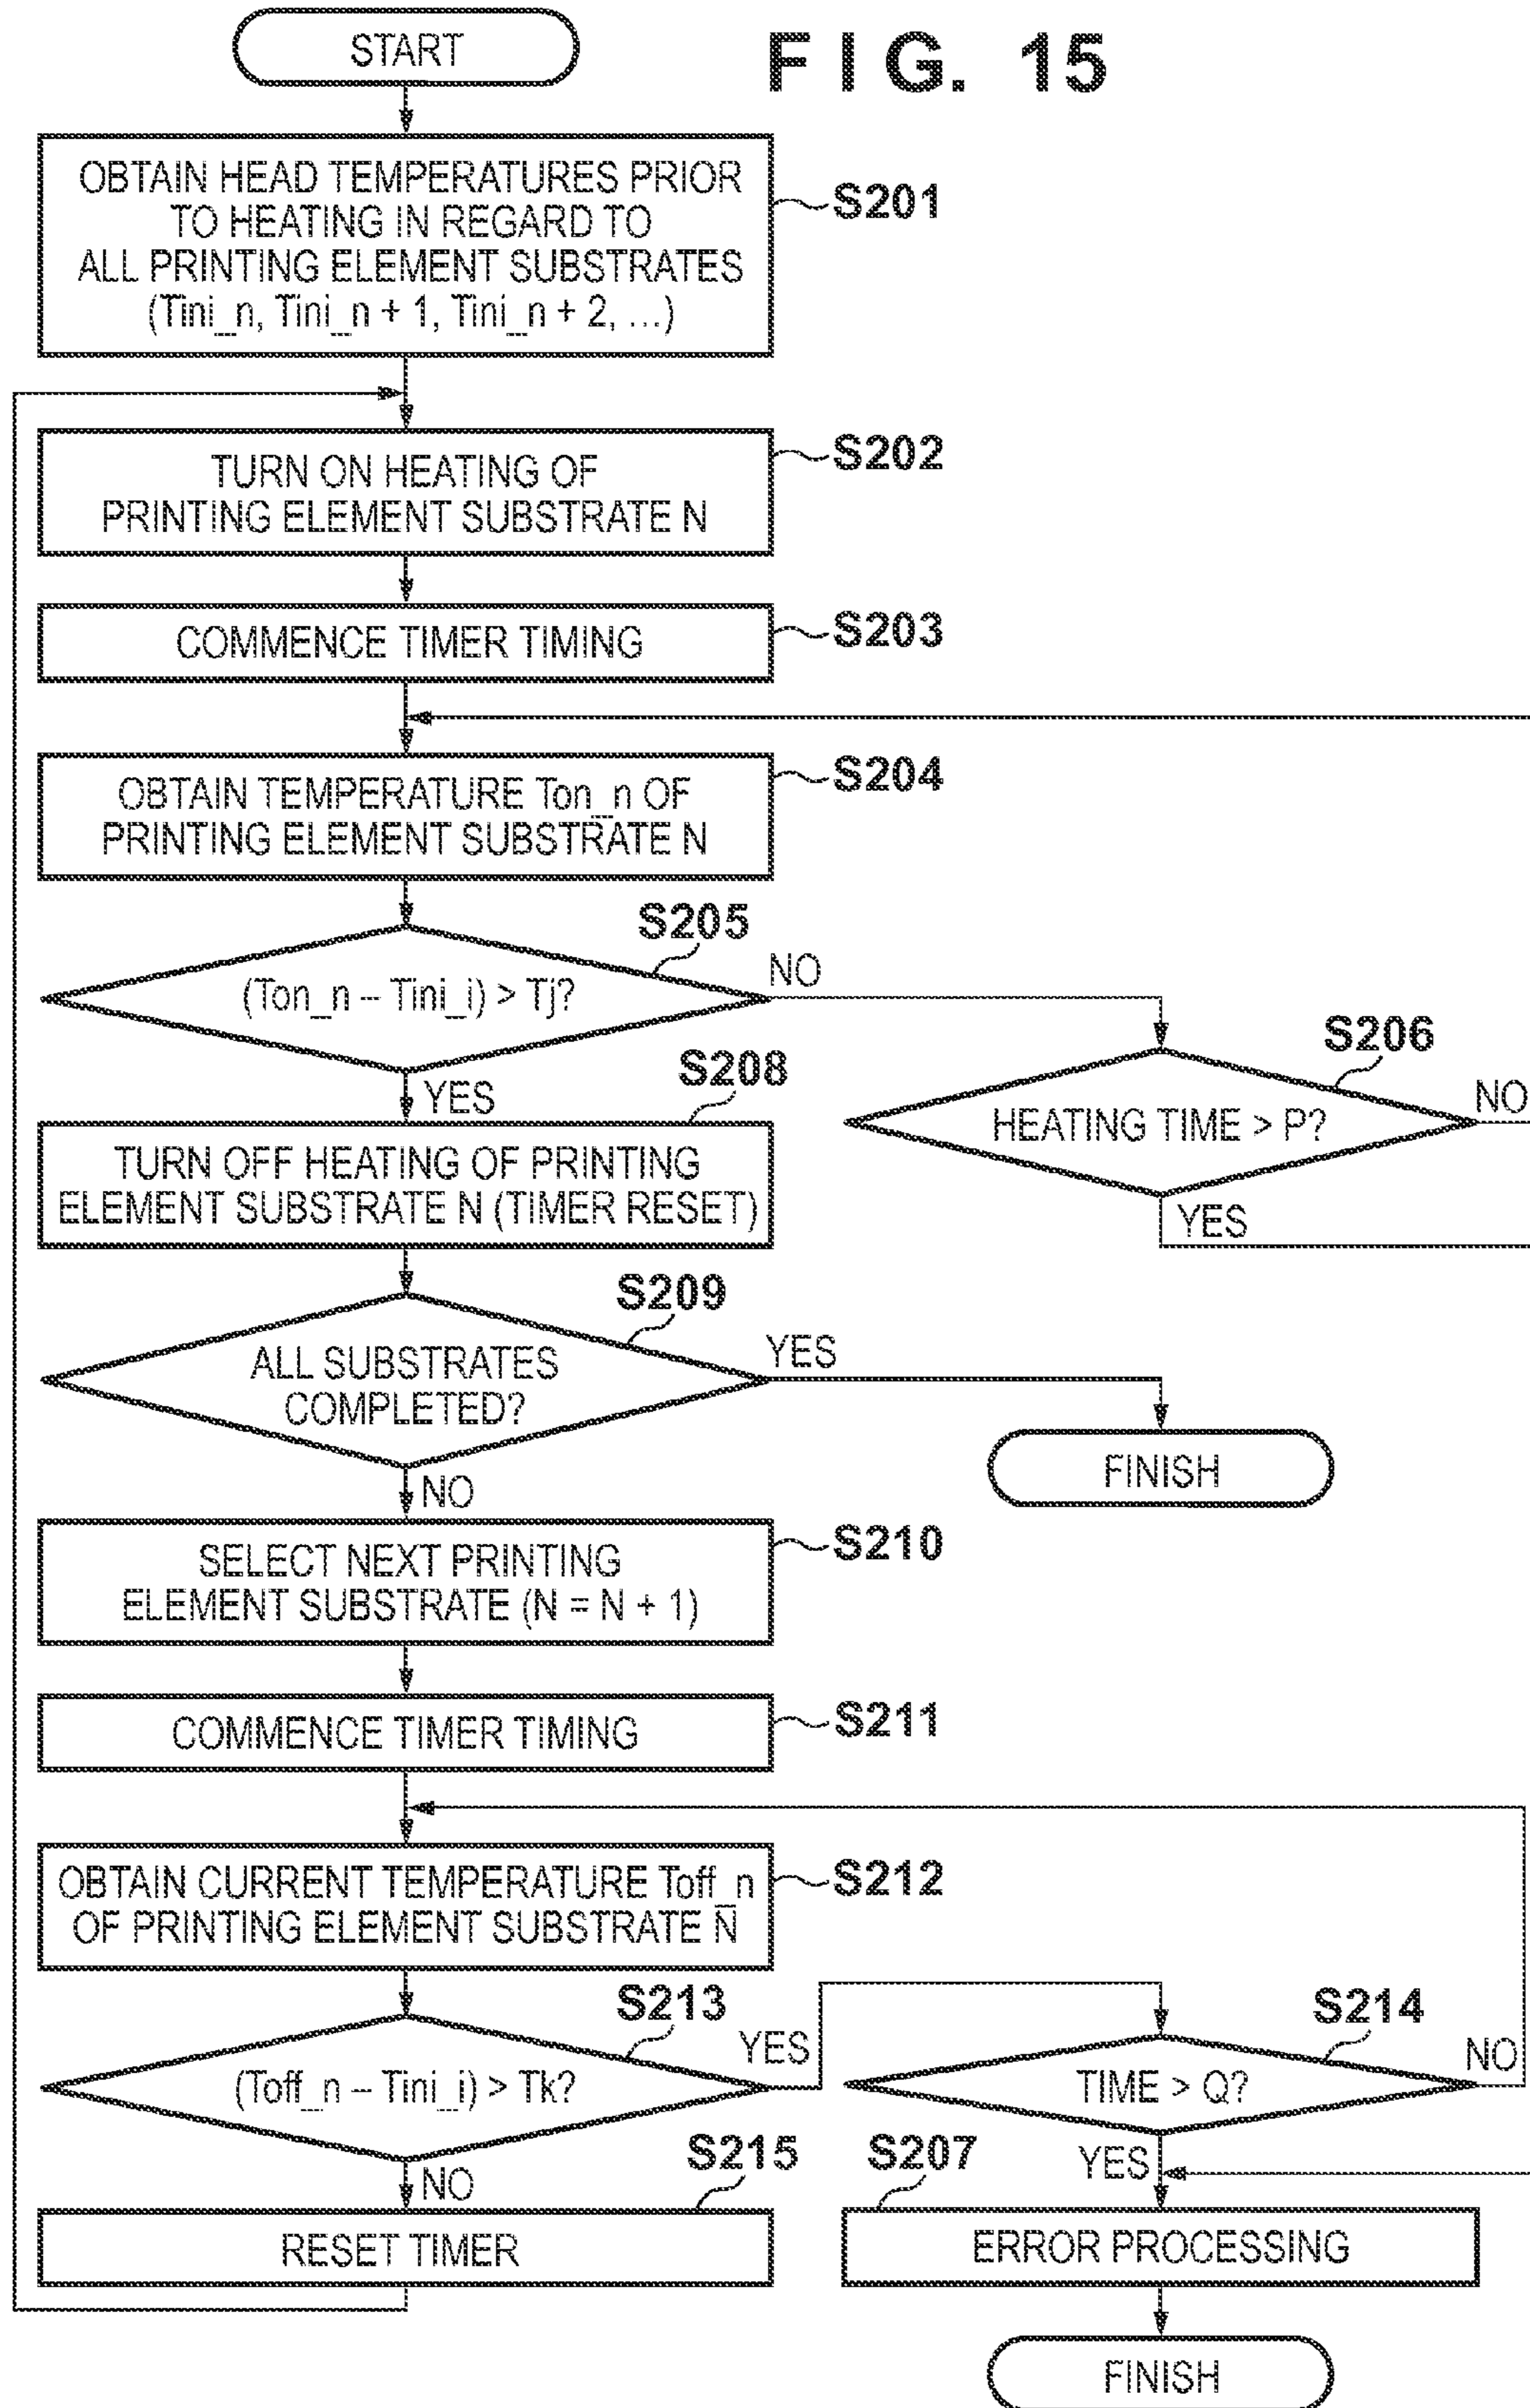 START
FIG. 15
OBTAIN HEAD TEMPERATURES PRIOR
TO HEATING IN REGARD TO
ALL PRINTING ELEMENT SUBSTRATES
(Tini_n, Tini_n + 1, Tini_n + 2, ...)
S201
TURN ON HEATING OF
PRINTING ELEMENT SUBSTRATE N
S202
COMMENCE TIMER TIMING
S203
OBTAIN TEMPERATURE Ton_n OF
PRINTING ELEMENT SUBSTRATE N
S204
S205
(Ton_n – Tini_i) > Tj?
NO
YES
S206
HEATING TIME > P?
NO
YES
S208
TURN OFF HEATING OF PRINTING
ELEMENT SUBSTRATE N (TIMER RESET)
S209
ALL SUBSTRATES
COMPLETED?
YES
FINISH
NO
SELECT NEXT PRINTING
ELEMENT SUBSTRATE (N = N + 1)
S210
COMMENCE TIMER TIMING
S211
OBTAIN CURRENT TEMPERATURE Toff_n
OF PRINTING ELEMENT SUBSTRATE N
S212
S213
(Toff_n – Tini_i) > Tk?
YES
NO
S214
TIME > Q?
NO
YES
S215
RESET TIMER
S207
ERROR PROCESSING
FINISH